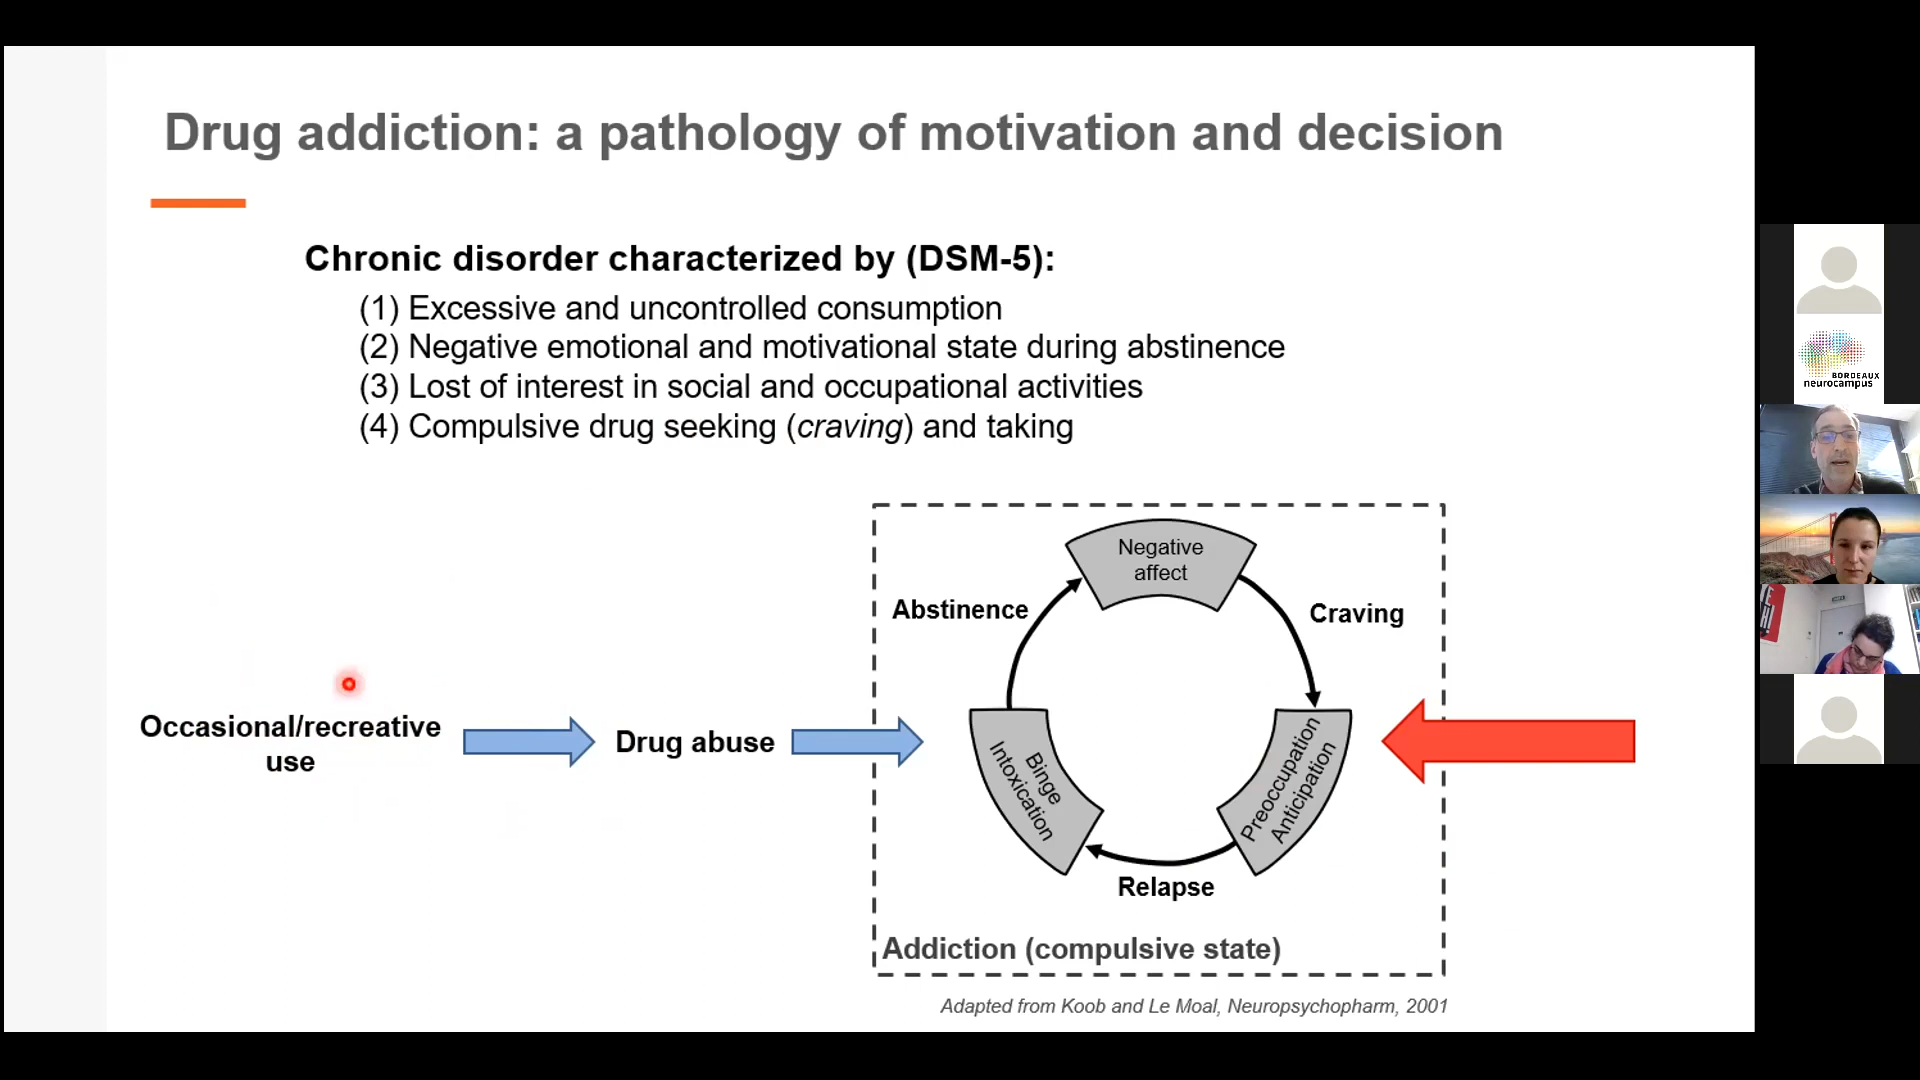 Drug addiction: a pathology of motivation and decision
Chronic disorder characterized by (DSM-5):
(1) Excessive and uncontrolled consumption
(2) Negative emotional and motivational state during abstinence
(3) Lost of interest in social and occupational activities
(4) Compulsive drug seeking (craving) and taking
Occasional/recreative
use
Drug abuse
Negative
affect
Abstinence
Craving
Binge
Intoxication
Preoccupation
Anticipation
Relapse
Addiction (compulsive state)
Adapted from Koob and Le Moal, Neuropsychopharm, 2001
BORDEAUX
neurocampus